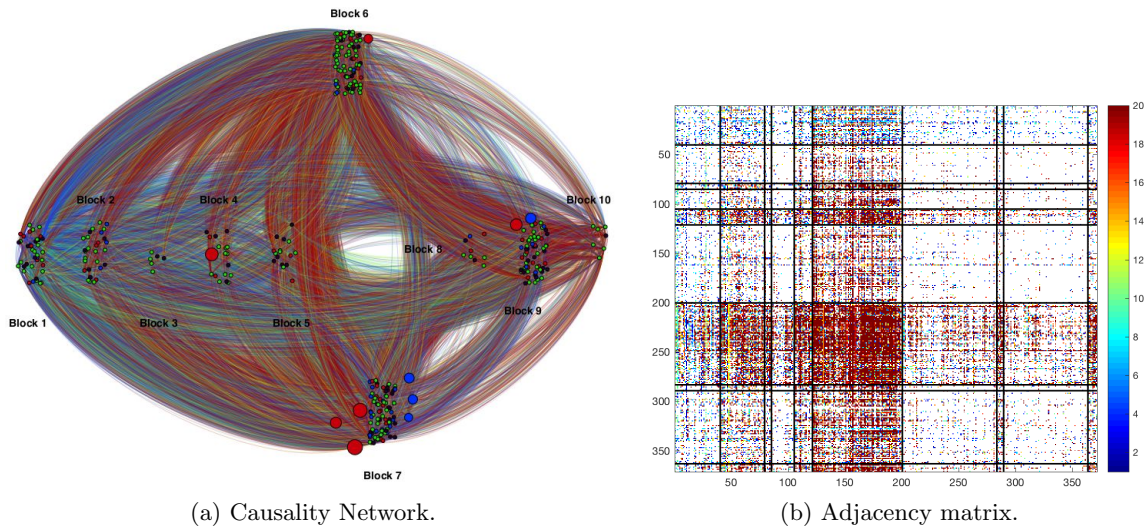 Block 6
Block 2
Block 4
Block 10
Block 8
Block 1
Block 3
Block 5
Block 9
Block 7
(a) Causality Network.
50
100
150
200
250
300
350
50 100 150 200 250 300 350
20
18
16
14
12
10
8
6
4
2
(b) Adjacency matrix.